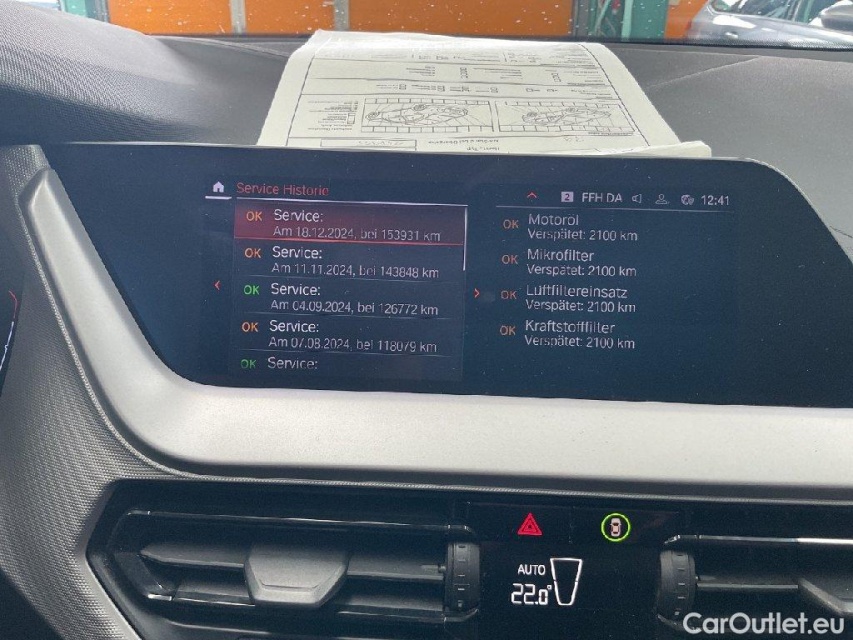 Service Historie
2 FFH DA 12:41
OK Service:
Am 18.12.2024, bei 153931 km
OK Service:
Am 11.11.2024, bei 143848 km
OK Service:
Am 04.09.2024, bei 126772 km
OK Service:
Am 07.08.2024, bei 118079 km
OK Service:
OK Motoröl
Verspätet: 2100 km
OK Mikrofilter
Verspätet: 2100 km
OK Luftfiltereinsatz
Verspätet: 2100 km
OK Kraftstofffilter
Verspätet: 2100 km
AUTO
22.0°
CarOutlet.eu